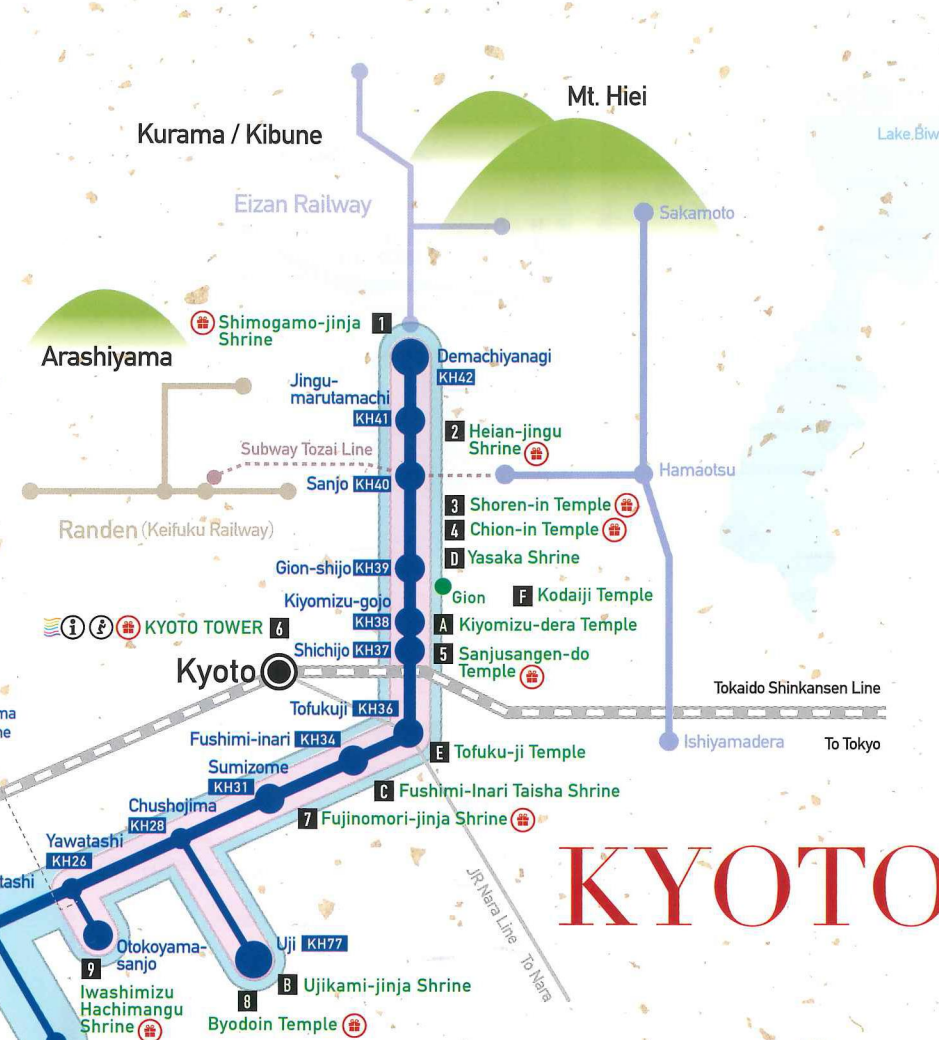 Mt. Hiei
Kurama / Kibune
Eizan Railway
Sakamoto
Shimogamo-jinja
Shrine
1
Arashiyama
Demachiyanagi
KH42
Jingu-
marutamachi
KH41
2 Heian-jingu
Shrine
Subway Tozai Line
Sanjo KH40
Hamaotsu
3 Shoren-in Temple
4 Chion-in Temple
Randen (Keifuku Railway)
D Yasaka Shrine
Gion-shijo KH39
Gion
F Kodaiji Temple
Kiyomizu-gojo
KH38
A Kiyomizu-dera Temple
KYOTO TOWER 6
Shichijo KH37
5 Sanjusangen-do
Temple
Kyoto
Tokaido Shinkansen Line
Tofukuji KH36
Fushimi-inari KH34
Ishiyamadera
To Tokyo
E Tofuku-ji Temple
Sumizome
KH31
C Fushimi-Inari Taisha Shrine
Chushojima
KH28
7 Fujinomori-jinja Shrine
Yawatashi
KH26
KYOTO
JR Nara Line To Nara
Otokoyama-
sanjo
Uji KH77
9
Iwashimizu
Hachimangu
Shrine
B Ujikami-jinja Shrine
8
Byodoin Temple